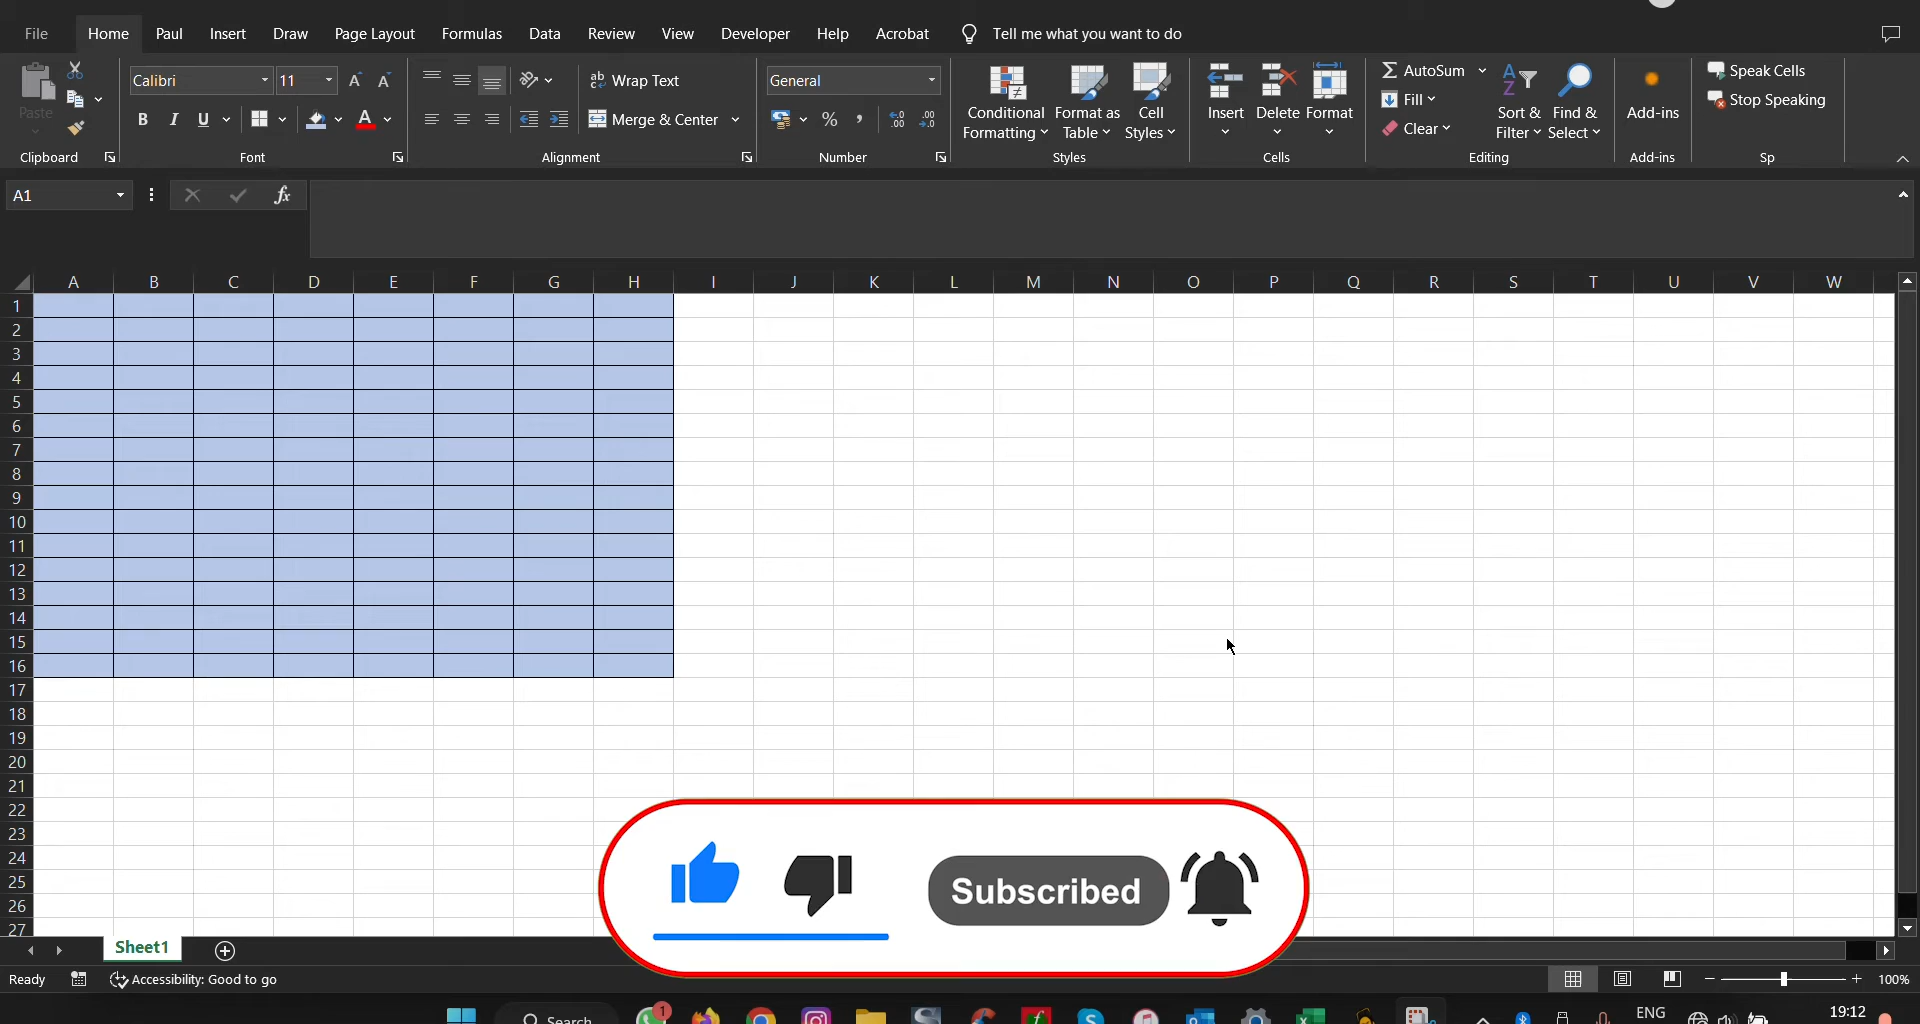 File Home Paul Insert Draw Page Layout Formulas Data Review View Developer Help Acrobat Tell me what you want to do
Paste
Clipboard
Calibri 11
B I U A
Font
ab Wrap Text
Merge & Center
Alignment
General
% , .00 .00
Number
Conditional Formatting
Format as Table
Cell Styles
Styles
Insert Delete Format
Cells
AutoSum
Fill
Clear
Sort & Filter
Find & Select
Editing
Add-ins
Add-ins
Speak Cells
Stop Speaking
Sp
A1 fx
A B C D E F G H I J K L M N O P Q R S T U V W
1
2
3
4
5
6
7
8
9
10
11
12
13
14
15
16
17
18
19
20
21
22
23
24
25
26
27
Subscribed
Sheet1
Ready Accessibility: Good to go 100%
Search 1 ENG 19:12